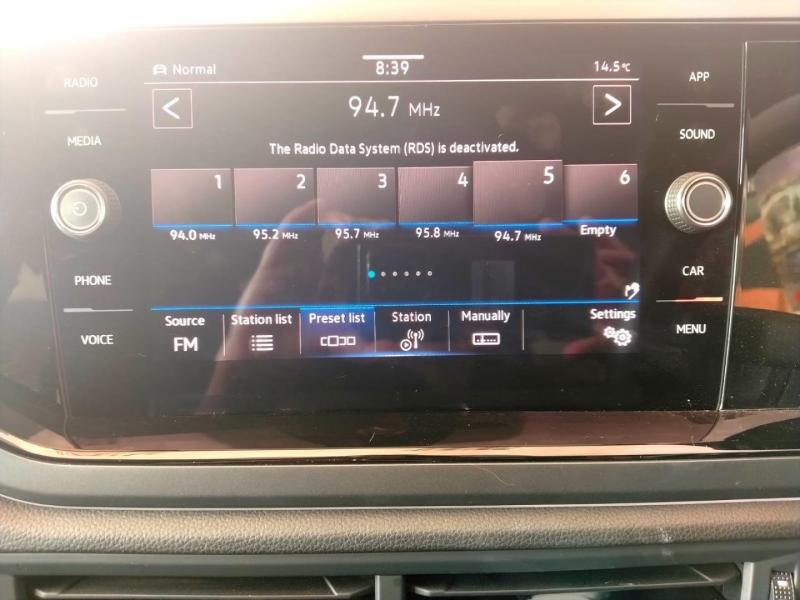 Normal 8:39 14.5°C
RADIO APP
94.7 MHz
MEDIA SOUND
The Radio Data System (RDS) is deactivated.
1 2 3 4 5 6
94.0 MHz 95.2 MHz 95.7 MHz 95.8 MHz 94.7 MHz Empty
PHONE CAR
Source Station list Preset list Station Manually Settings
FM
VOICE MENU